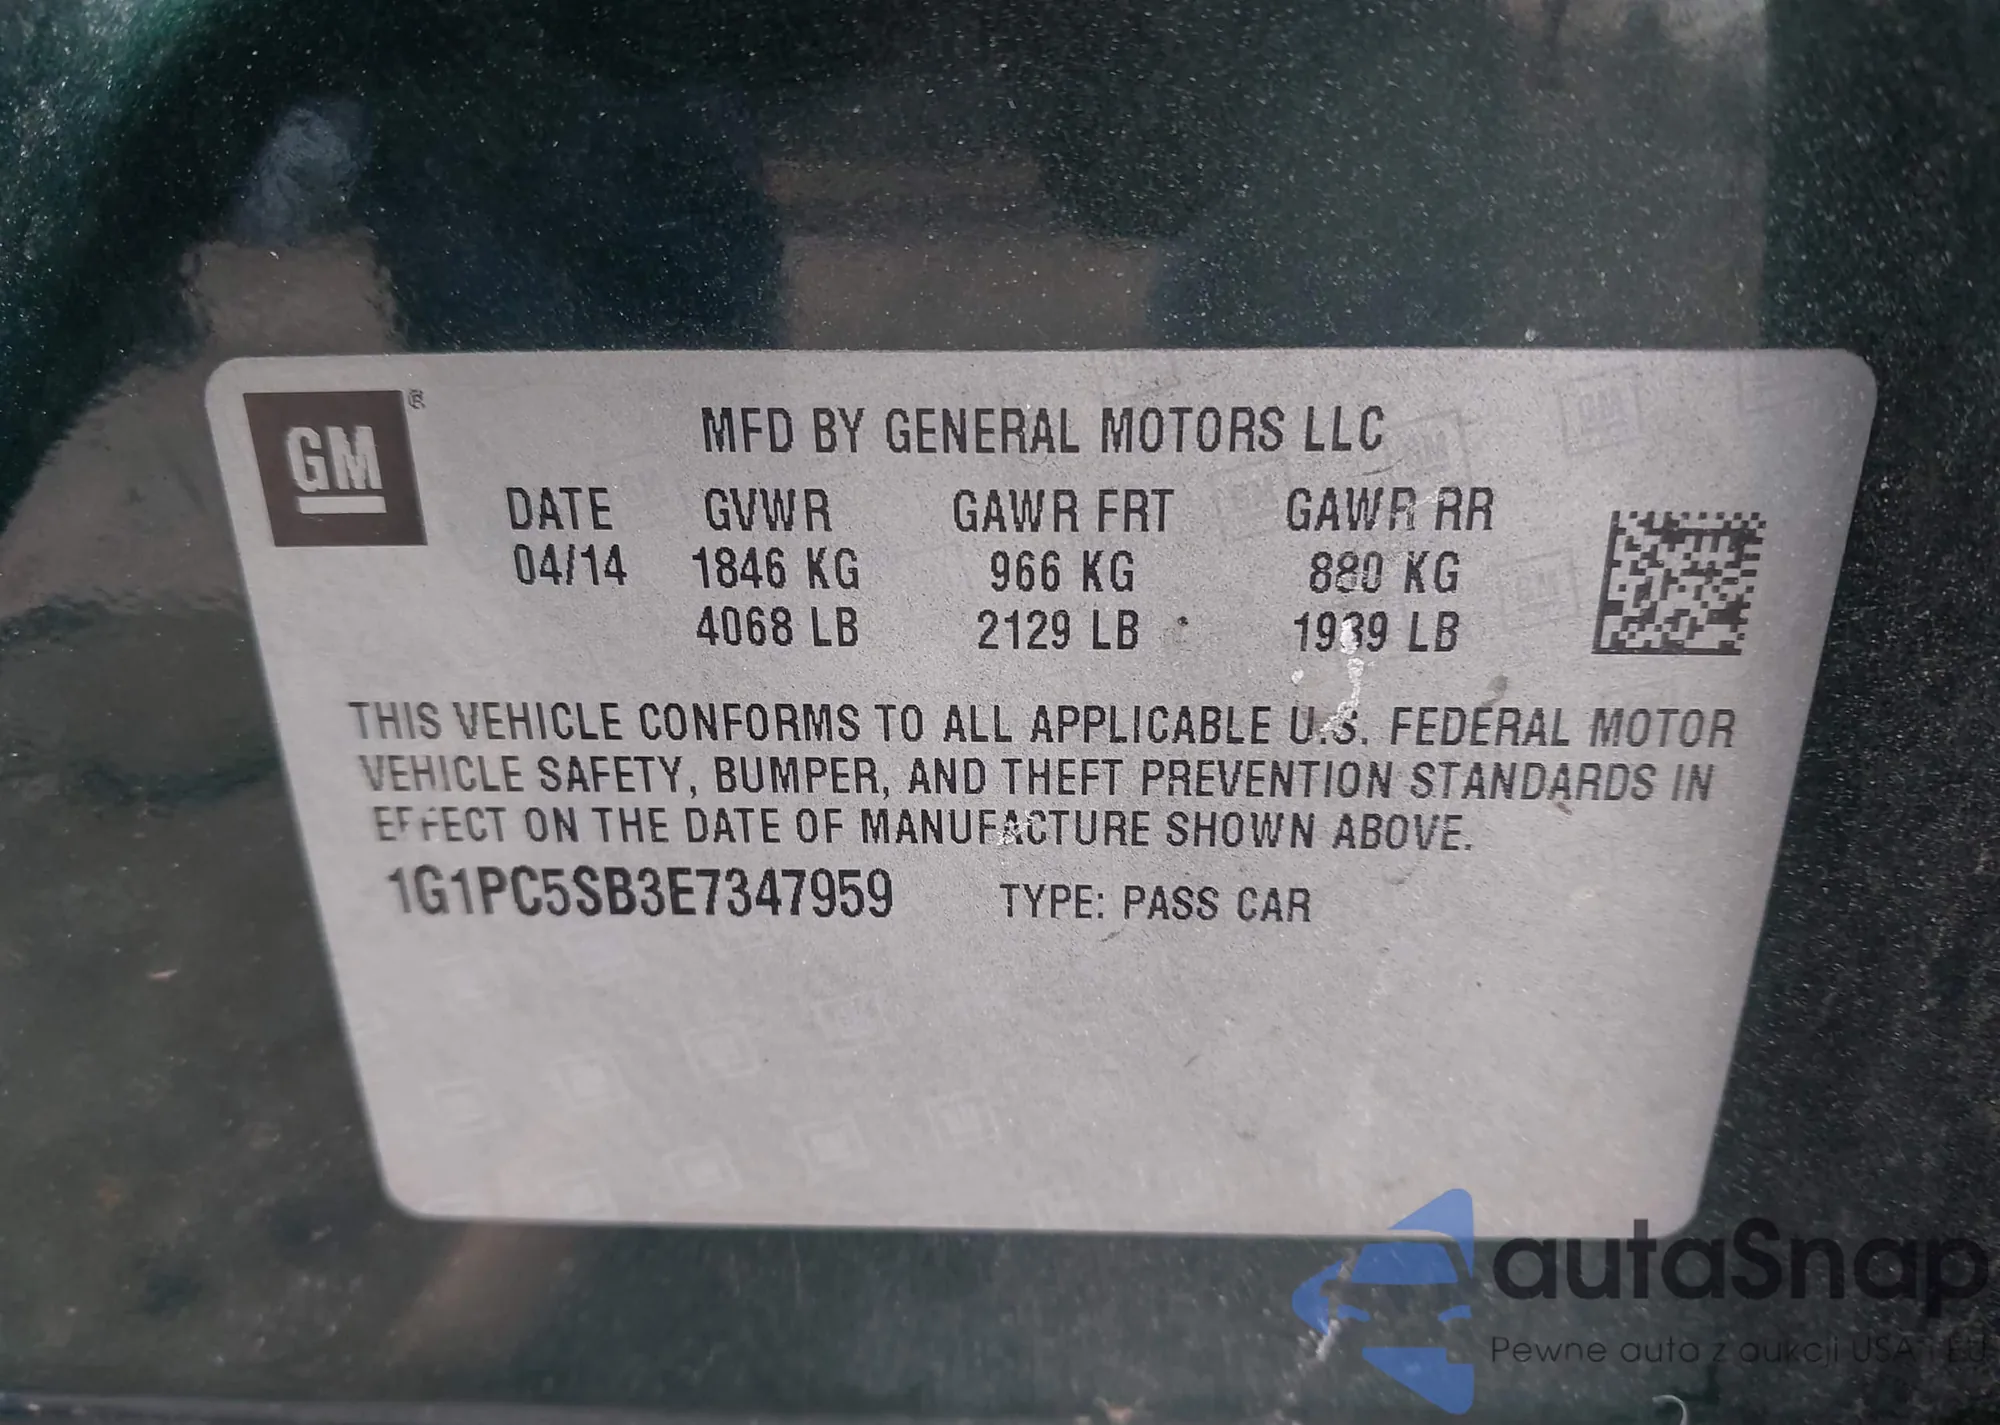 GM ®
MFD BY GENERAL MOTORS LLC
DATE GVWR GAWR FRT GAWR RR
04/14 1846 KG 966 KG 880 KG
4068 LB 2129 LB 1939 LB
THIS VEHICLE CONFORMS TO ALL APPLICABLE U.S. FEDERAL MOTOR
VEHICLE SAFETY, BUMPER, AND THEFT PREVENTION STANDARDS IN
EFFECT ON THE DATE OF MANUFACTURE SHOWN ABOVE.
1G1PC5SB3E7347959 TYPE: PASS CAR
autaSnap
Pewne auta z aukcji USA i EU